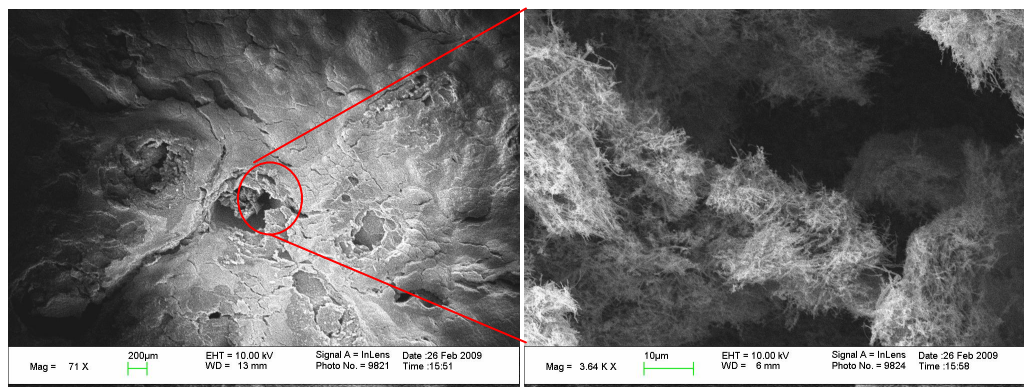 Mag = 71 X
200µm
EHT = 10.00 kV
WD = 13 mm
Signal A = InLens
Photo No. = 9821
Date :26 Feb 2009
Time :15:51
Mag = 3.64 K X
10µm
EHT = 10.00 kV
WD = 6 mm
Signal A = InLens
Photo No. = 9824
Date :26 Feb 2009
Time :15:58